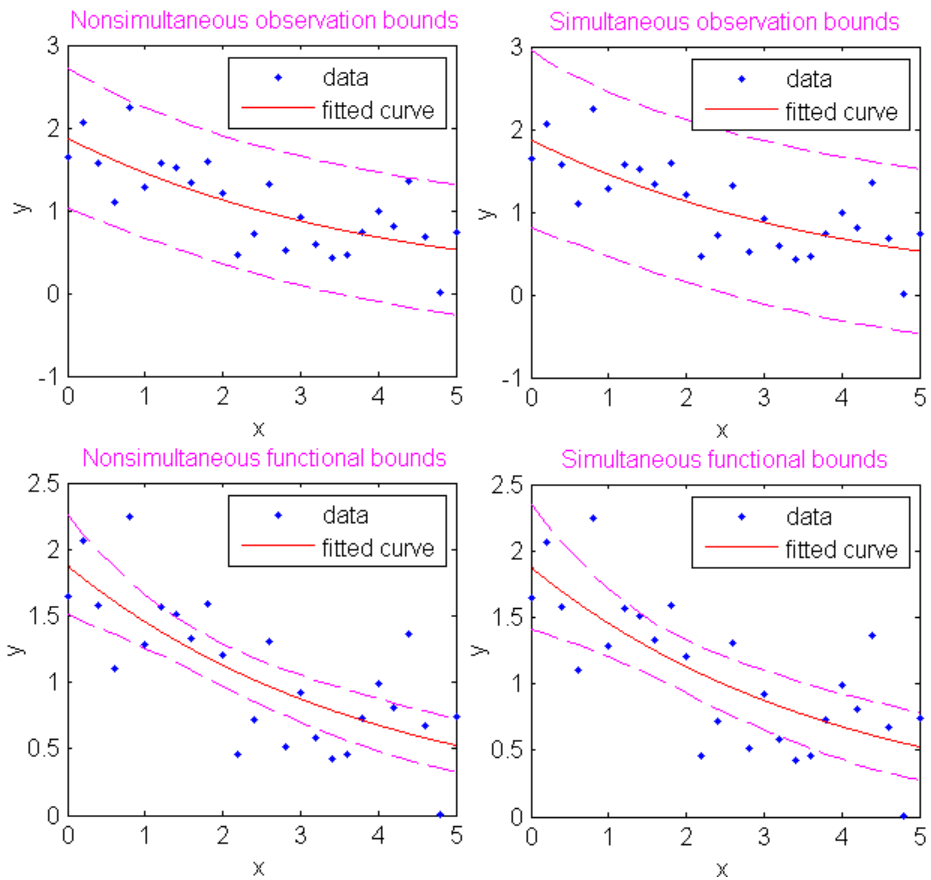 Nonsimultaneous observation bounds
3
2
1
0
-1
y
data
fitted curve
0 1 2 3 4 5
x
Simultaneous observation bounds
3
2
1
0
-1
y
data
fitted curve
0 1 2 3 4 5
x
Nonsimultaneous functional bounds
2.5
2
1.5
1
0.5
0
y
data
fitted curve
0 1 2 3 4 5
x
Simultaneous functional bounds
2.5
2
1.5
1
0.5
0
y
data
fitted curve
0 1 2 3 4 5
x